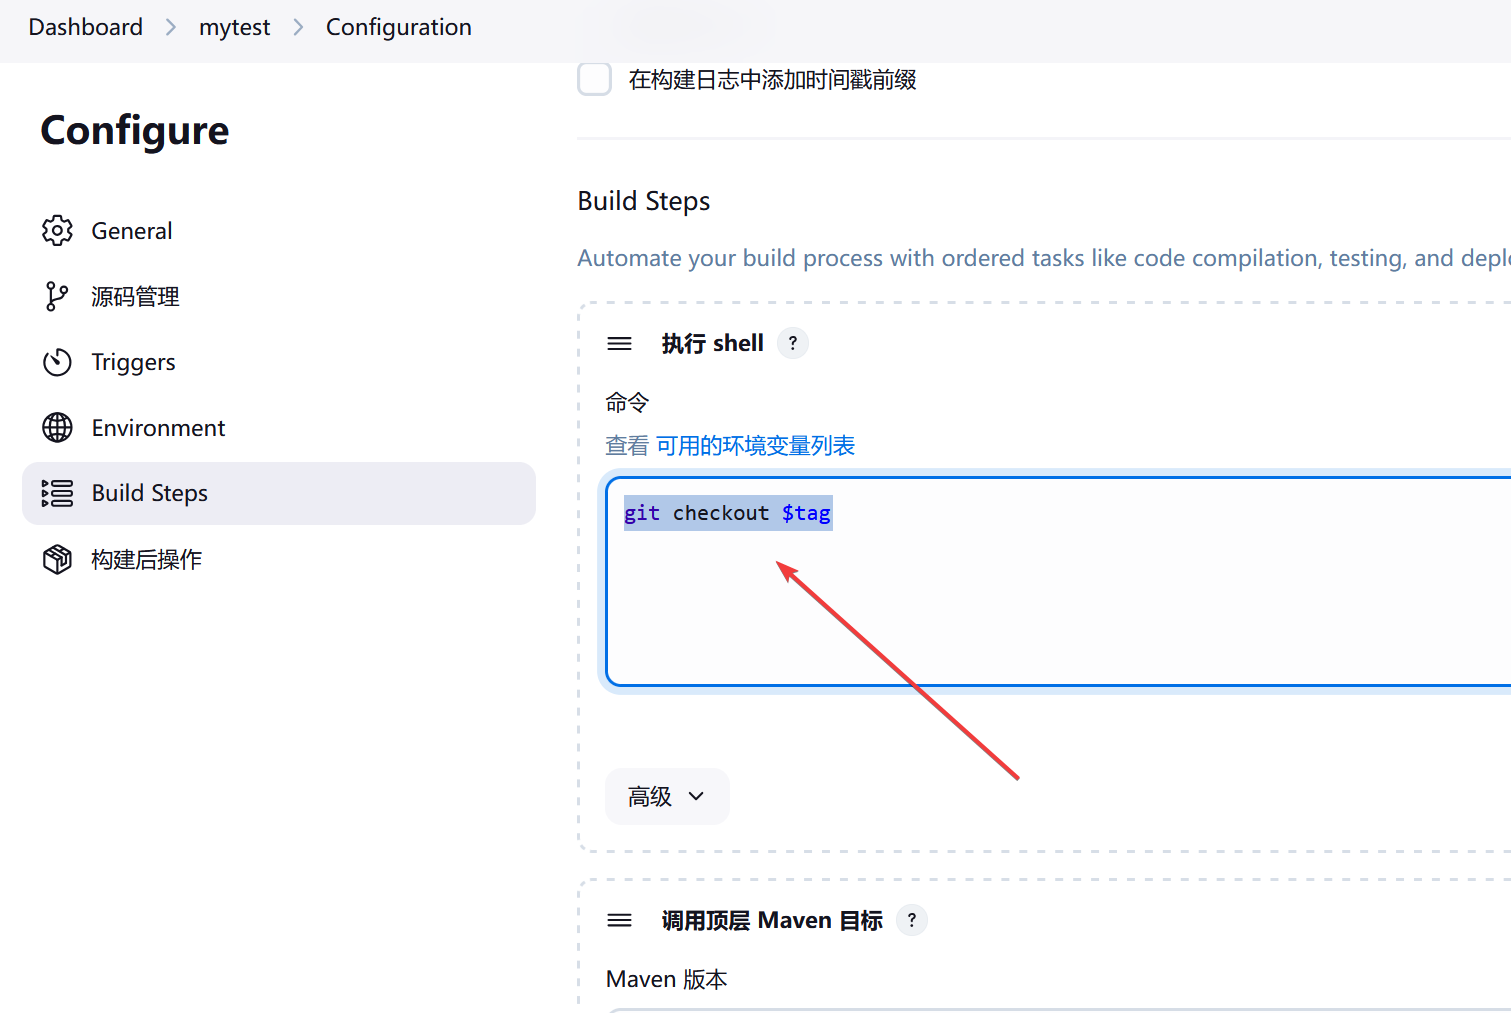 Dashboard > mytest > Configuration
在构建日志中添加时间戳前缀
Configure
General
源码管理
Triggers
Environment
Build Steps
构建后操作
Build Steps
Automate your build process with ordered tasks like code compilation, testing, and
执行 shell ?
命令
查看 可用的环境变量列表
git checkout $tag
高级
调用顶层 Maven 目标 ?
Maven 版本